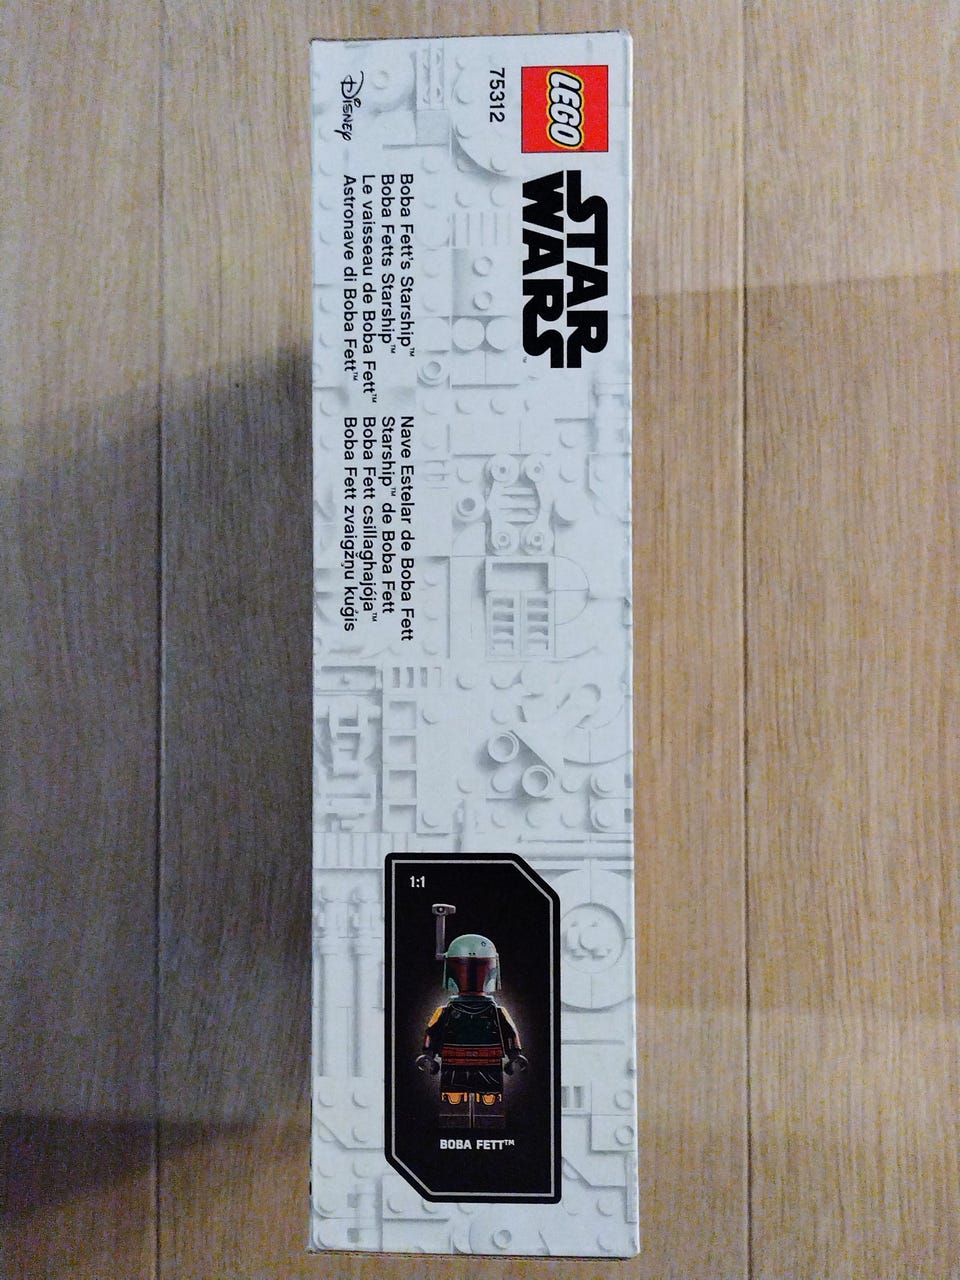 LEGO
STAR
WARS™
75312
Disney
Boba Fett's Starship™
Boba Fetts Starship™
Le vaisseau de Boba Fett™
Astronave di Boba Fett™
Nave Estelar de Boba Fett
Starship™ de Boba Fett
Boba Fett csillaghajója™
Boba Fett zvaigžņu kuģis
1:1
BOBA FETT™